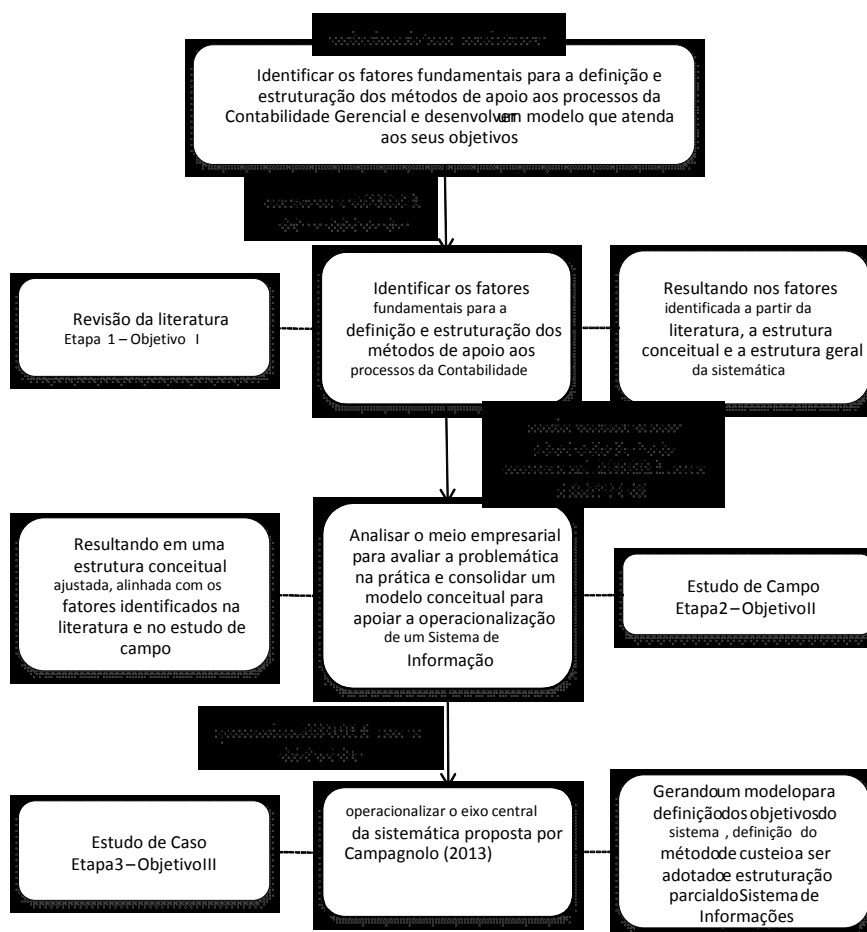 Identificar os fatores fundamentais para a definição e
estruturação dos métodos de apoio aos processos da
Contabilidade Gerencial e desenvolver um modelo que atenda
aos seus objetivos
Revisão da literatura
Etapa 1 – Objetivo I
Identificar os fatores
fundamentais para a
definição e estruturação dos
métodos de apoio aos
processos da Contabilidade
Resultando nos fatores
identificada a partir da
literatura, a estrutura
conceitual e a estrutura geral
da sistemática
Resultando em uma
estrutura conceitual
ajustada, alinhada com os
fatores identificados na
literatura e no estudo de
campo
Analisar o meio empresarial
para avaliar a problemática
na prática e consolidar um
modelo conceitual para
apoiar a operacionalização
de um Sistema de
Informação
Estudo de Campo
Etapa2–ObjetivoII
Estudo de Caso
Etapa3–ObjetivoIII
operacionalizar o eixo central
da sistemática proposta por
Campagnolo (2013)
Gerandoum modelopara
definiçãodos objetivosdo
sistema , definição do
métodode custeioa ser
adotadoe estruturação
parcialdoSistemade
Informações